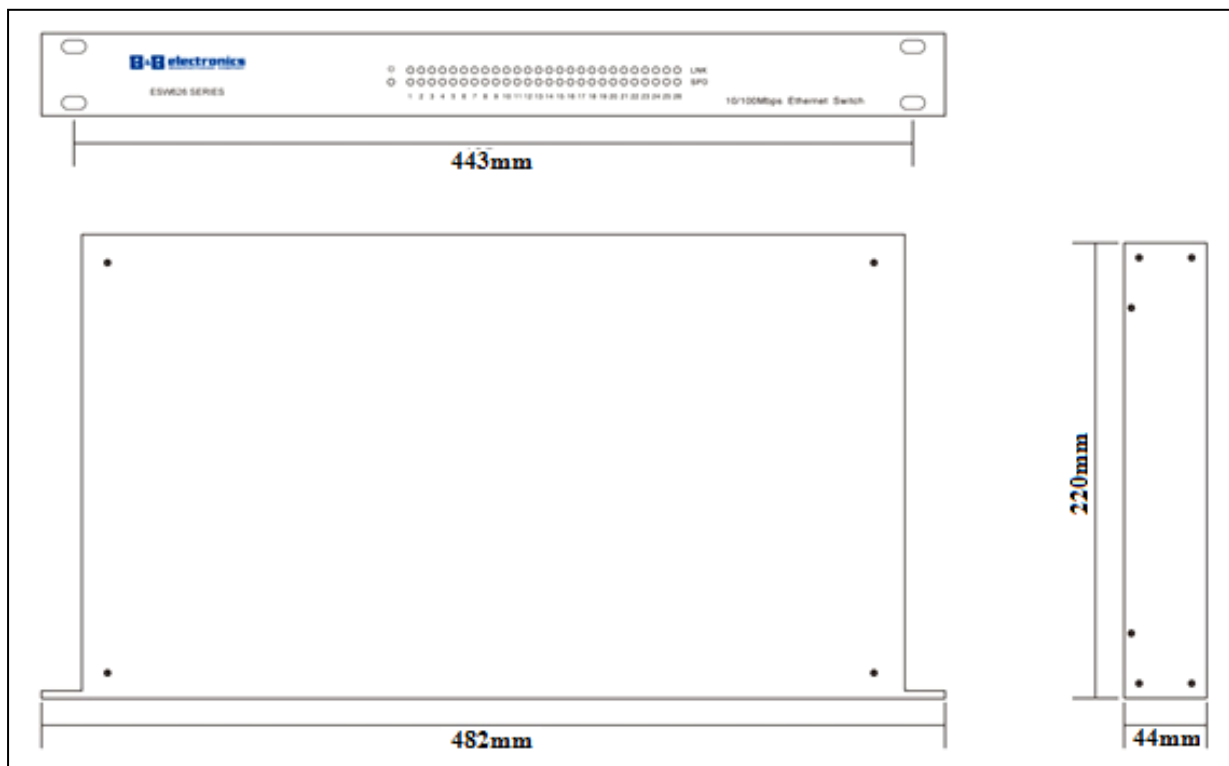 B&B electronics
LNK
SPD
1 2 3 4 5 6 7 8 9 10 11 12 13 14 15 16 17 18 19 20 21 22 23 24 25 26
ESW626 SERIES
10/100Mbps Ethernet Switch
443mm
220mm
482mm
44mm